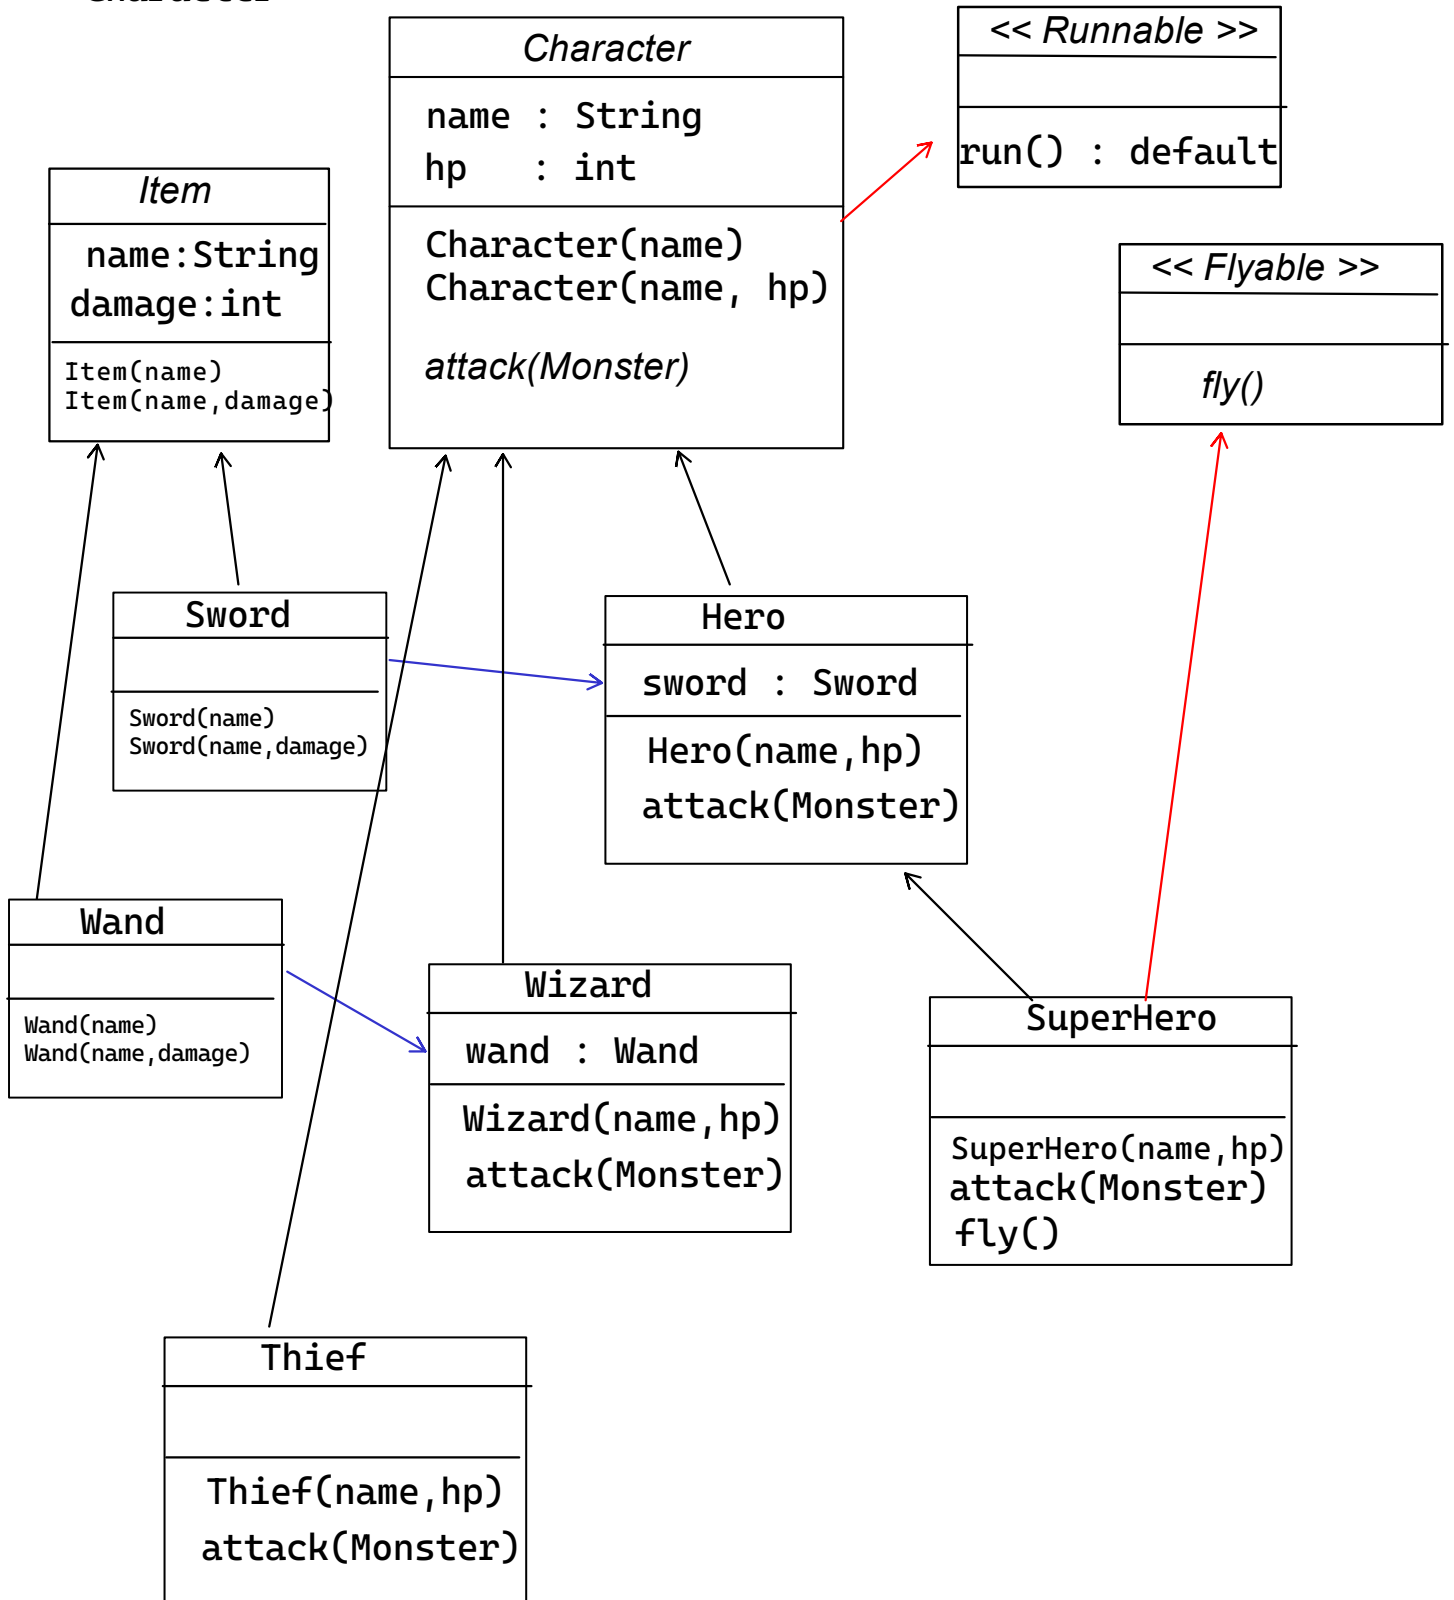 Character
Character
name : String
hp : int
Character(name)
Character(name, hp)
attack(Monster)
<< Runnable >>
run() : default
Item
name:String
damage:int
Item(name)
Item(name,damage)
<< Flyable >>
fly()
Sword
Sword(name)
Sword(name,damage)
Hero
sword : Sword
Hero(name,hp)
attack(Monster)
Wand
Wand(name)
Wand(name,damage)
Wizard
wand : Wand
Wizard(name,hp)
attack(Monster)
SuperHero
SuperHero(name,hp)
attack(Monster)
fly()
Thief
Thief(name,hp)
attack(Monster)